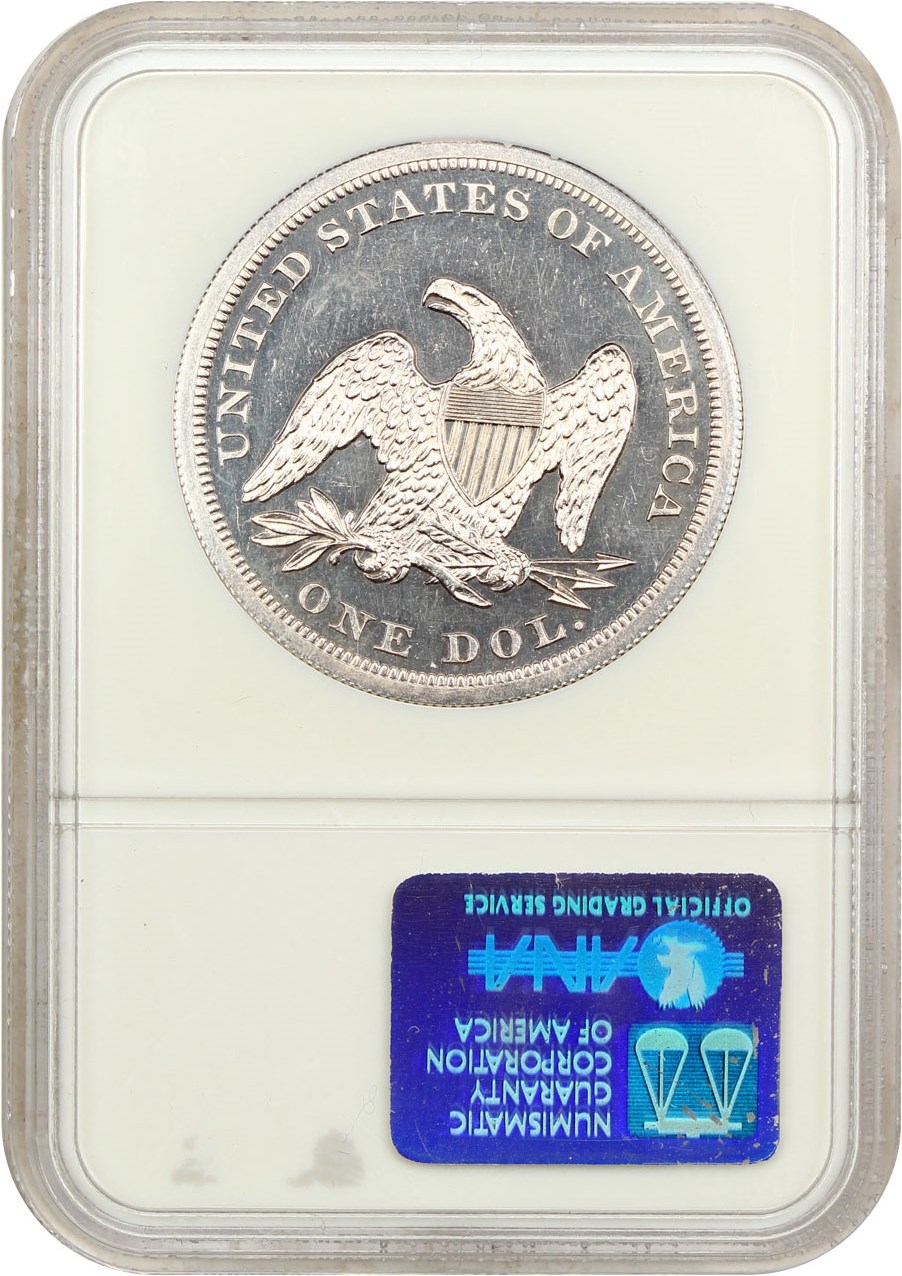 UNITED STATES OF AMERICA
ONE DOL.
NUMISMATIC
GUARANTY
CORPORATION
OF AMERICA
ANA
OFFICIAL GRADING SERVICE